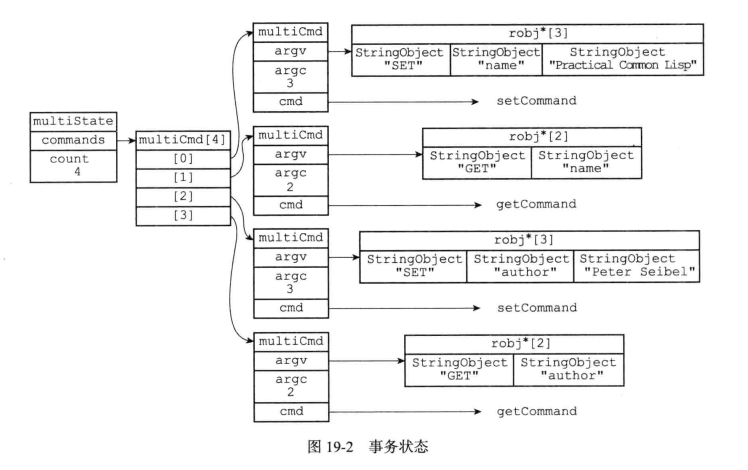 multiState
commands
count
4
multiCmd[4]
[0]
[1]
[2]
[3]
multiCmd
argv
argc
3
cmd
robj*[3]
StringObject "SET"
StringObject "name"
StringObject "Practical Common Lisp"
setCommand
multiCmd
argv
argc
2
cmd
robj*[2]
StringObject "GET"
StringObject "name"
getCommand
multiCmd
argv
argc
3
cmd
robj*[3]
StringObject "SET"
StringObject "author"
StringObject "Peter Seibel"
setCommand
multiCmd
argv
argc
2
cmd
robj*[2]
StringObject "GET"
StringObject "author"
getCommand
图 19-2 事务状态